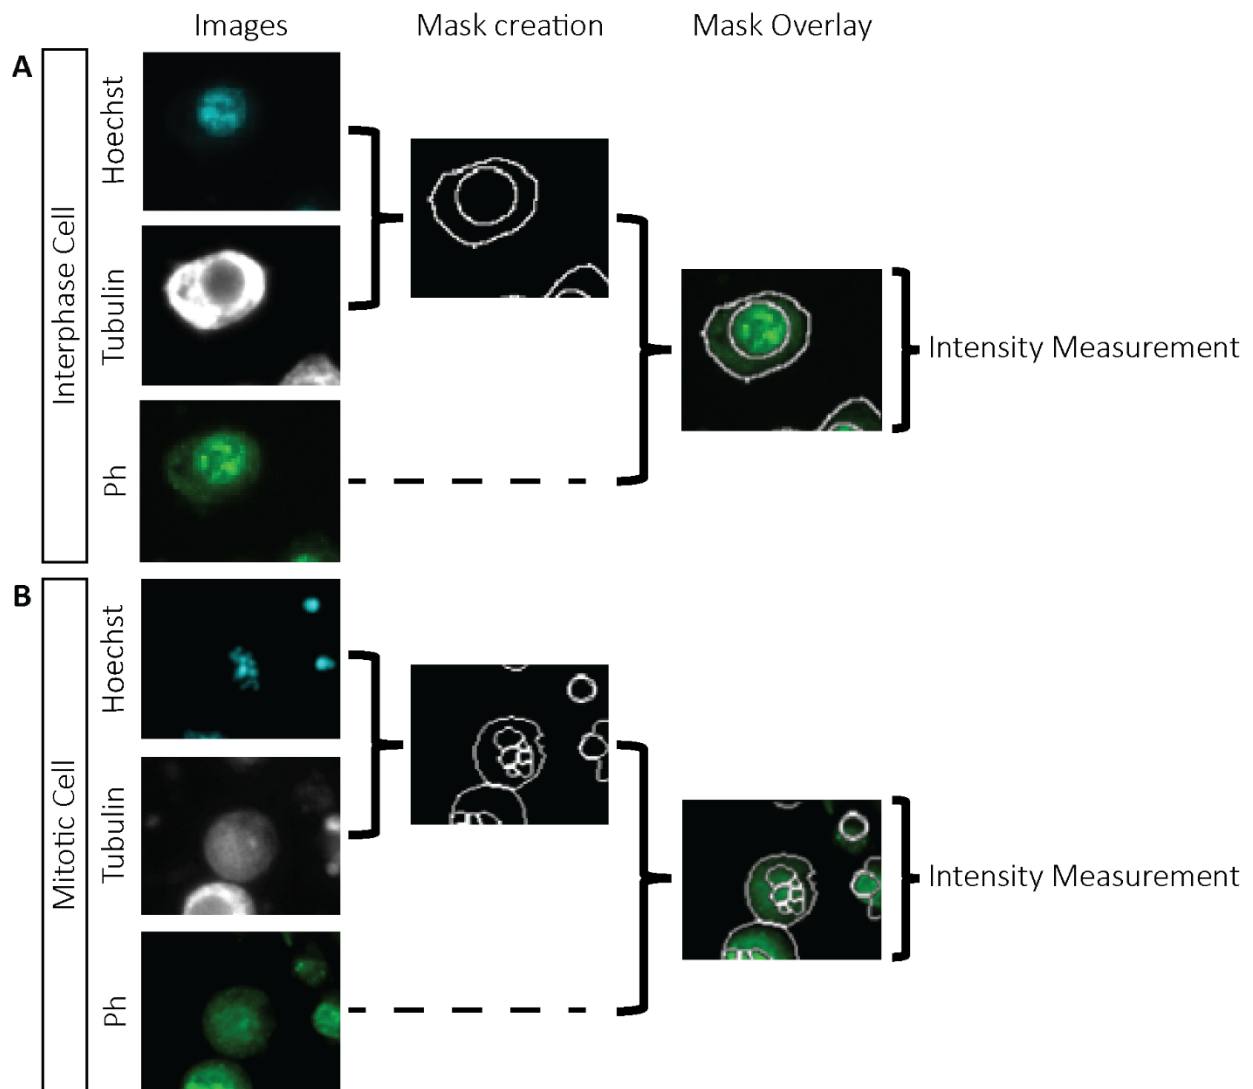 Images
Mask creation
Mask Overlay
A
Interphase Cell
Hoechst
Tubulin
Ph
Intensity Measurement
B
Mitotic Cell
Hoechst
Tubulin
Ph
Intensity Measurement